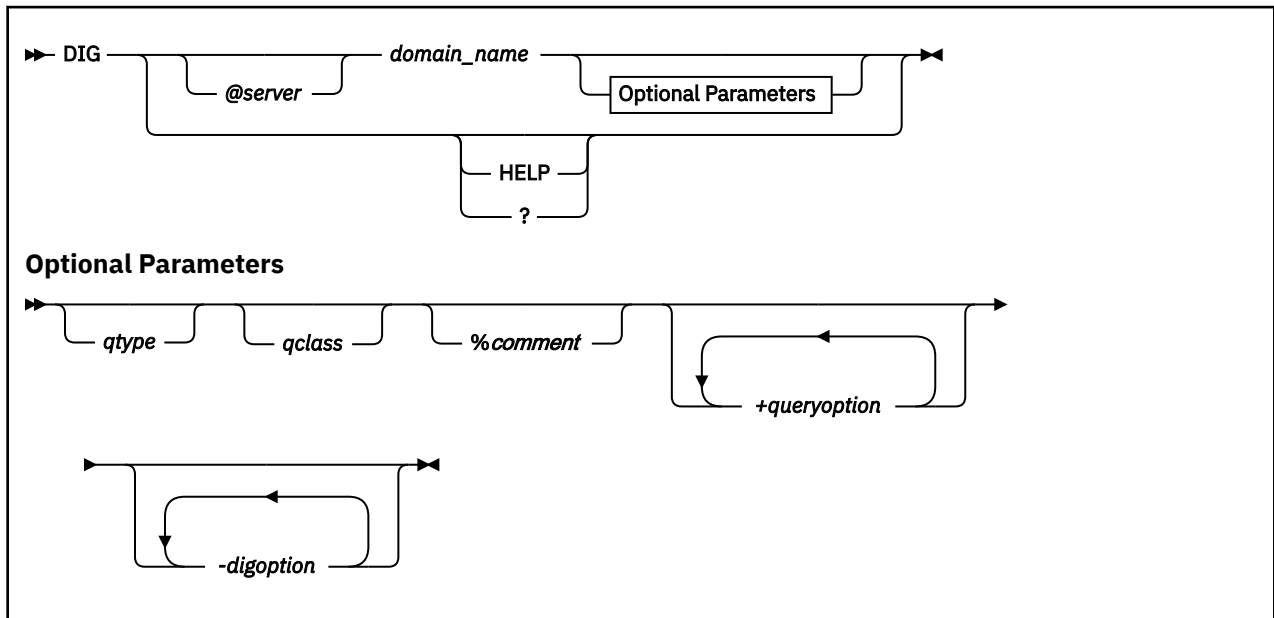 DIG domain_name
@server Optional Parameters
HELP
?
Optional Parameters
qtype qclass %comment
+queryoption
-digoption